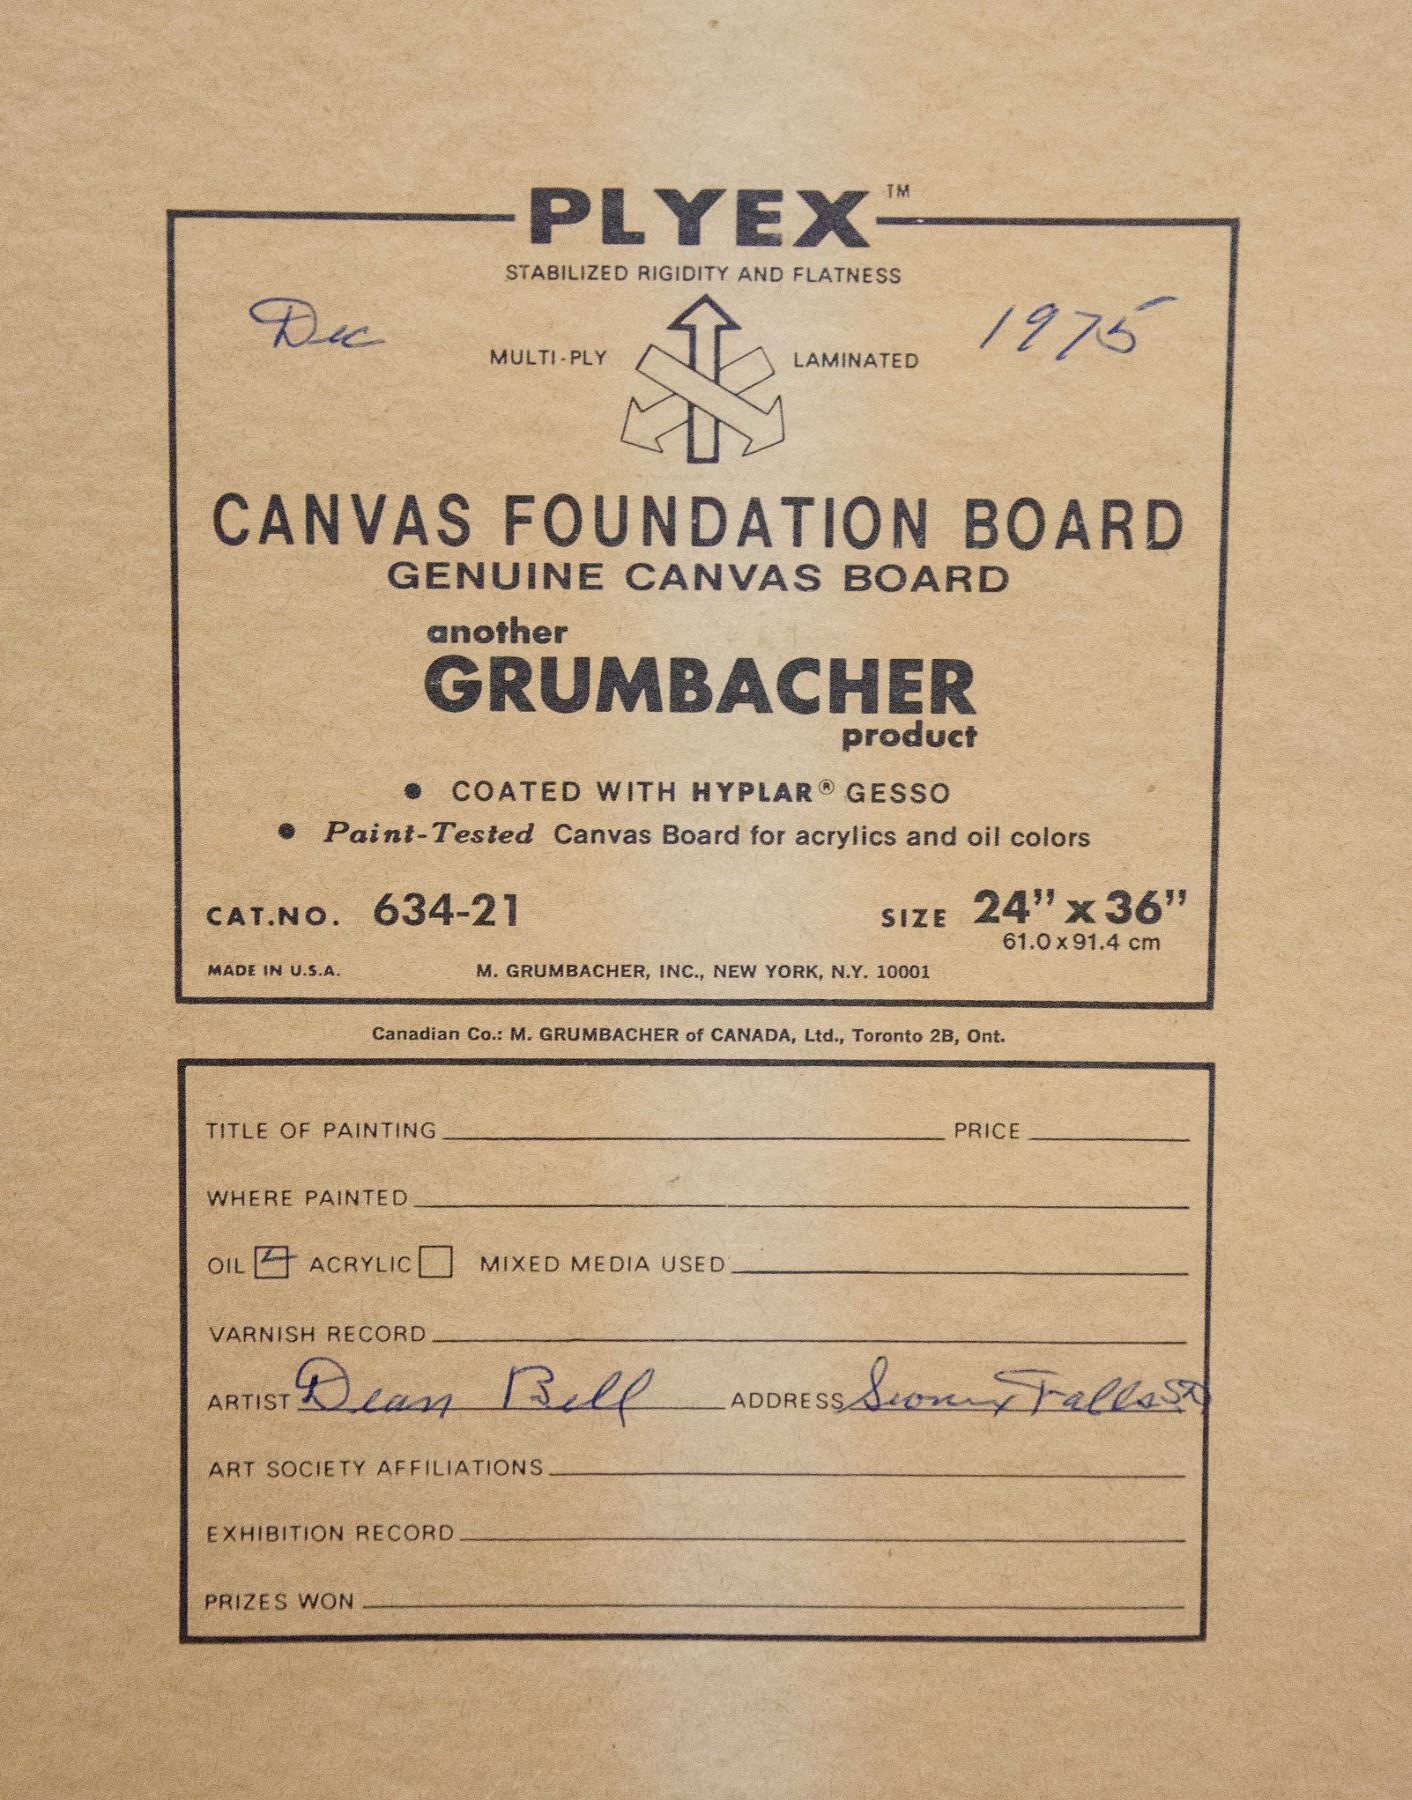 PLYEX™
STABILIZED RIGIDITY AND FLATNESS
Dec 1975
MULTI-PLY LAMINATED
CANVAS FOUNDATION BOARD
GENUINE CANVAS BOARD
another
GRUMBACHER
product
• COATED WITH HYPLAR® GESSO
• Paint-Tested Canvas Board for acrylics and oil colors
CAT.NO. 634-21 SIZE 24" x 36"
61.0 x 91.4 cm
MADE IN U.S.A. M. GRUMBACHER, INC., NEW YORK, N.Y. 10001
Canadian Co.: M. GRUMBACHER of CANADA, Ltd., Toronto 2B, Ont.
TITLE OF PAINTING PRICE
WHERE PAINTED
OIL ACRYLIC MIXED MEDIA USED
VARNISH RECORD
ARTIST Dean Bell ADDRESS Sioux Falls SD
ART SOCIETY AFFILIATIONS
EXHIBITION RECORD
PRIZES WON